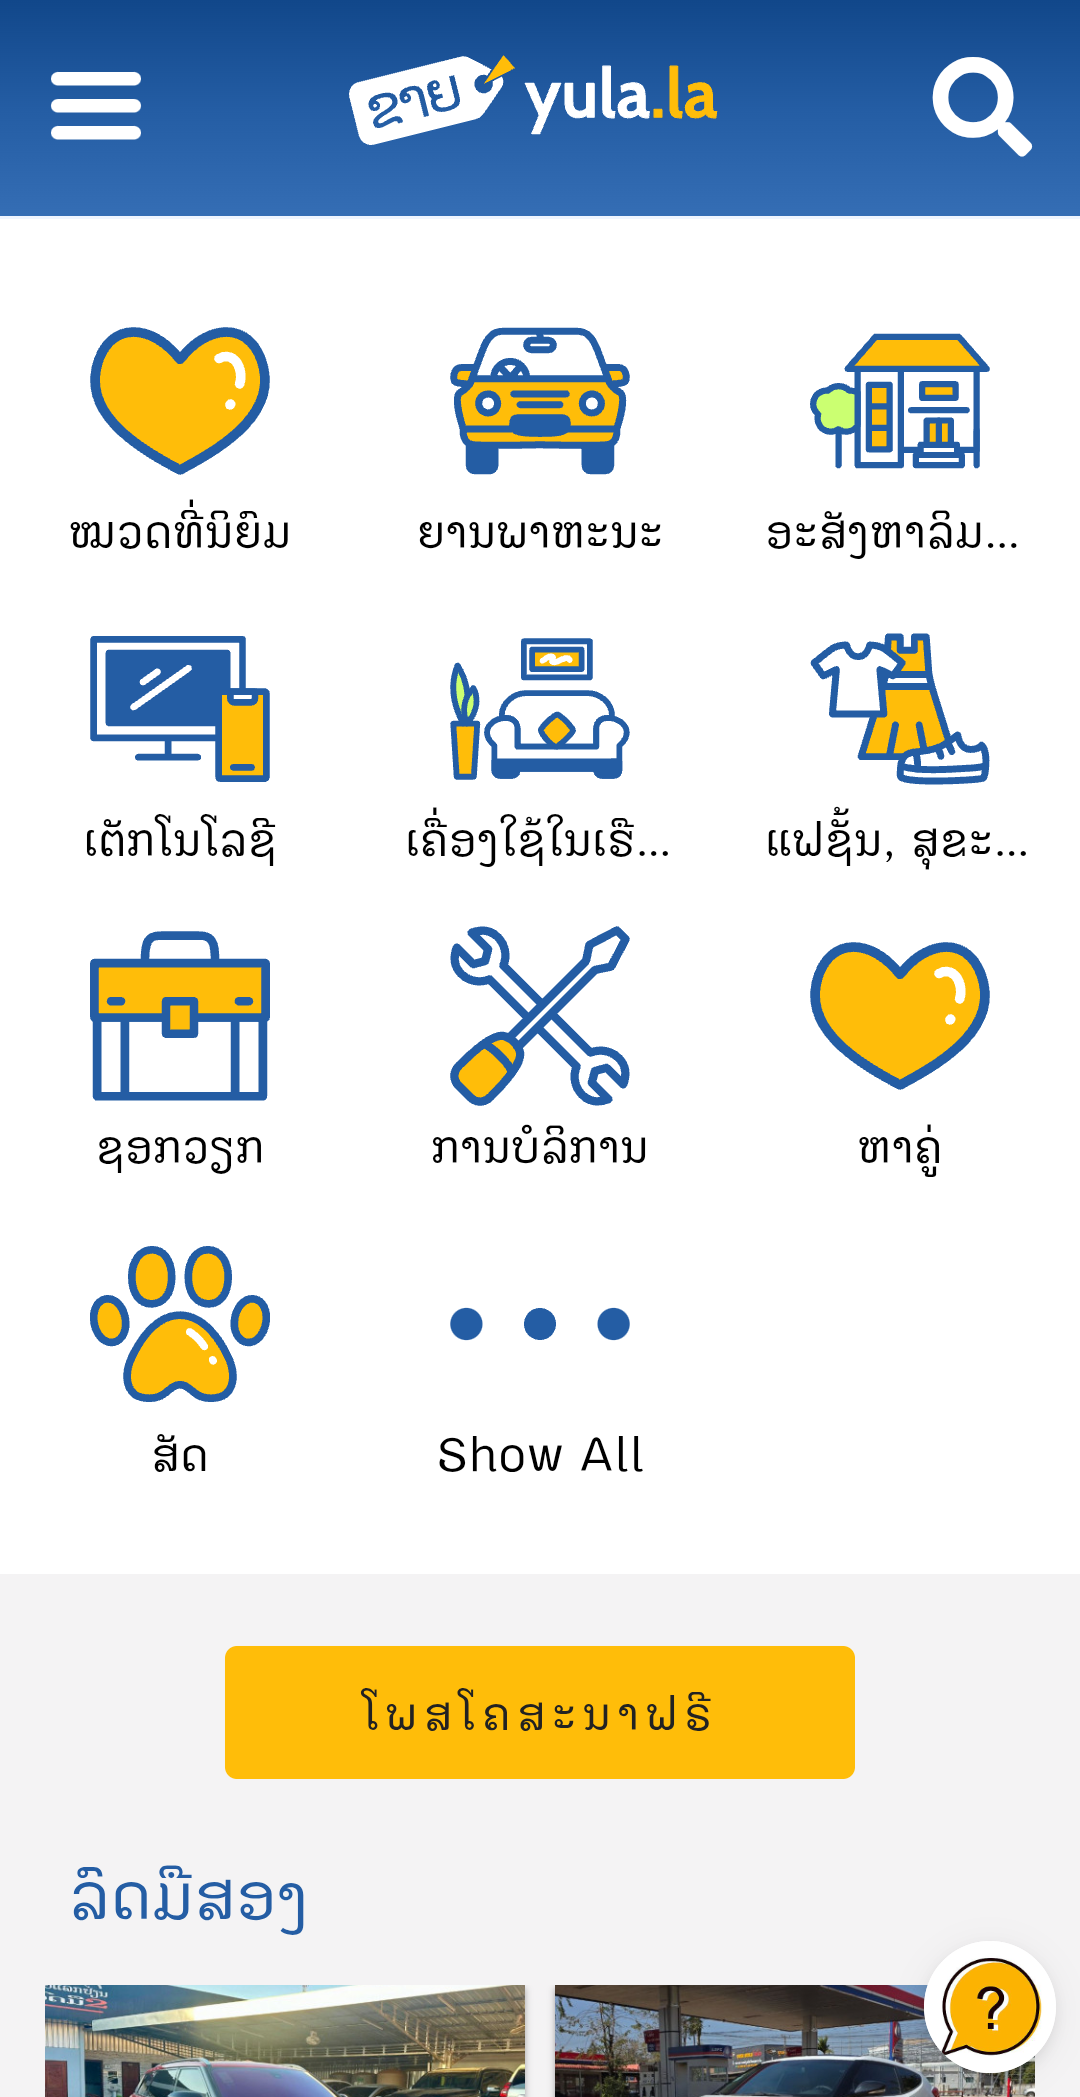 ຂາຍ yula.la
ໝວດທີ່ນິຍົມ
ຍານພາຫະນະ
ອະສັງຫາລິມ...
ເຕັກໂນໂລຊີ
ເຄື່ອງໃຊ້ໃນເຮື...
ແຟຊັ້ນ, ສຸຂະ...
ຊອກວຽກ
ການບໍລິການ
ຫາຄູ່
ສັດ
Show All
ໂພສໂຄສະນາຟຣີ
ລົດມືສອງ
?